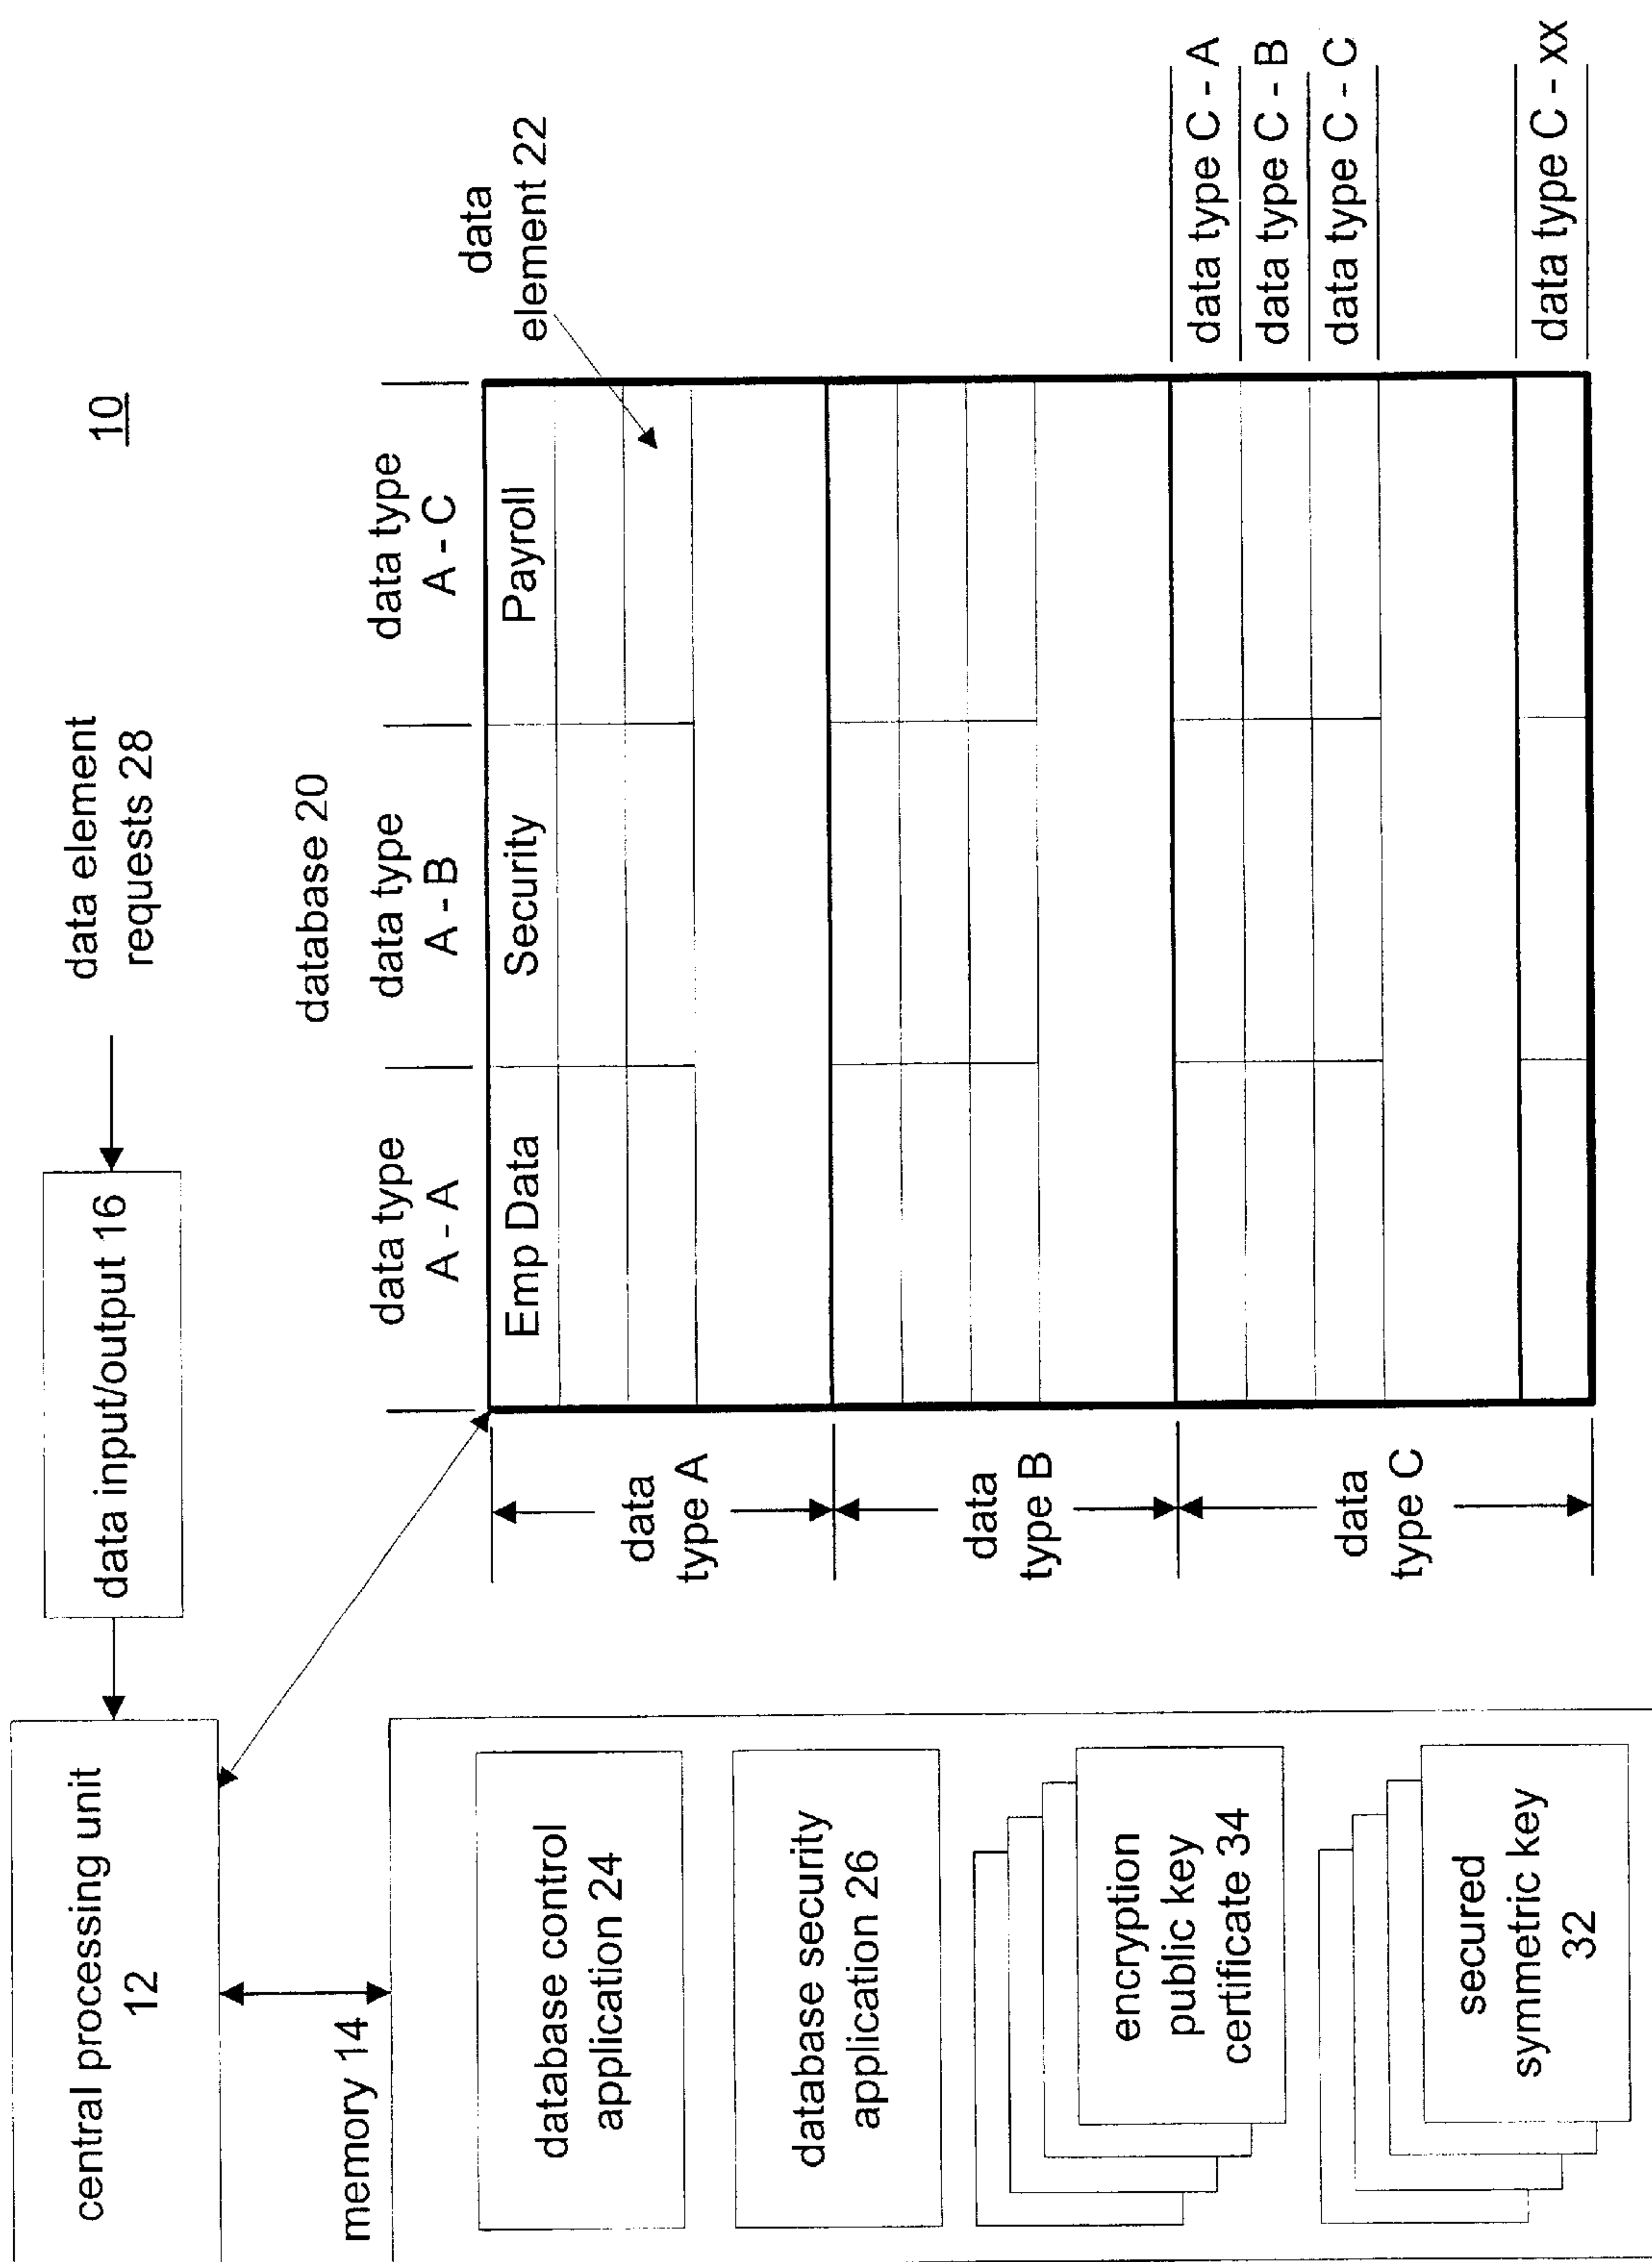 10
data element
requests 28
data input/output 16
central processing unit
12
memory 14
database control
application 24
database security
application 26
encryption
public key
certificate 34
secured
symmetric key
32
database 20
data type
A - A
data type
A - B
data type
A - C
Emp Data
Security
Payroll
data
element 22
data
type A
data
type B
data
type C
data type C - A
data type C - B
data type C - C
data type C - xx